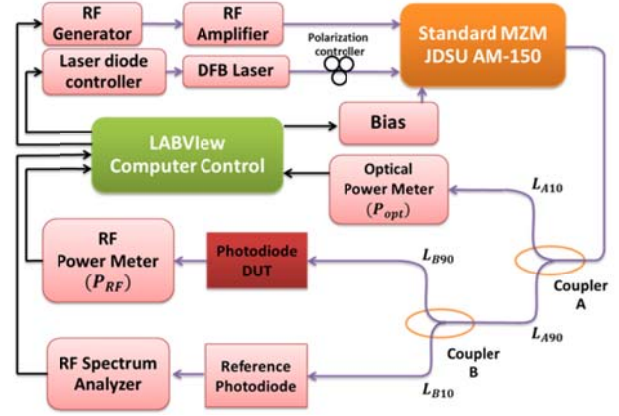 RF
Generator
RF
Amplifier
Polarization
controller
Standard MZM
JDSU AM-150
Laser diode
controller
DFB Laser
LABVIew
Computer Control
Bias
Optical
Power Meter
(Popt)
LA10
RF
Power Meter
(PRF)
Photodiode
DUT
LB90
Coupler
A
LA90
Coupler
B
RF Spectrum
Analyzer
Reference
Photodiode
LB10